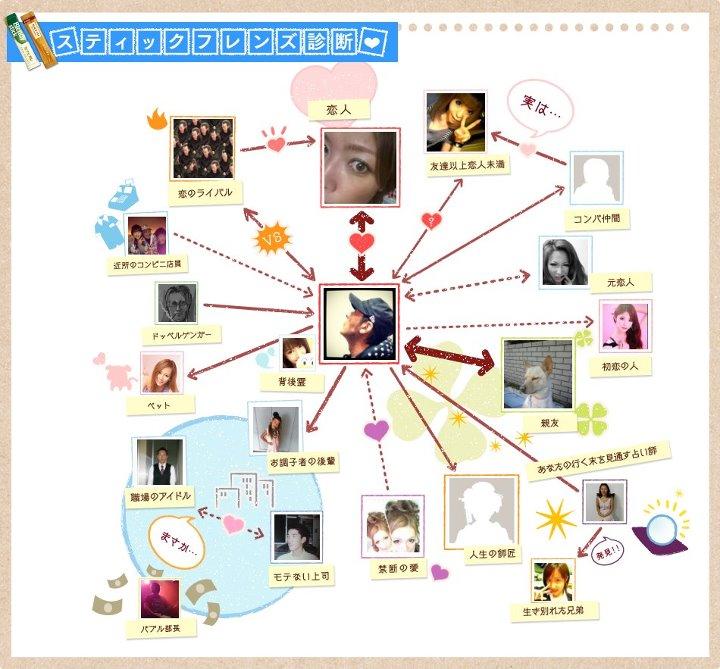 スティックフレンズ診断
恋人
実は…
恋のライバル
友達以上恋人未満
コンパ仲間
VS
?
近所のコンビニ店員
元恋人
ドッペルゲンガー
初恋の人
ペット
背後霊
親友
お調子者の後輩
あなたの行く末を見通す占い師
職場のアイドル
まさか…
モテない上司
禁断の愛
人生の師匠
発見!!
バブル部長
生き別れた兄弟